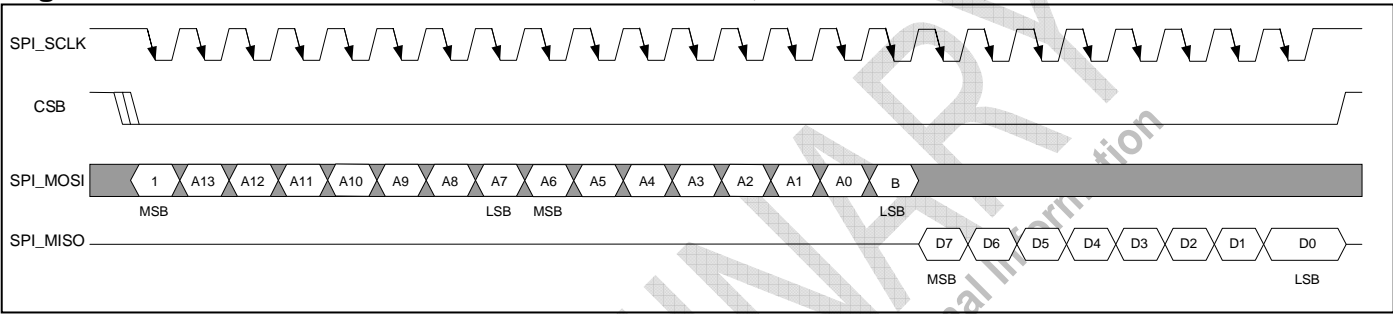 SPI_SCLK
CSB
SPI_MOSI 1 A13 A12 A11 A10 A9 A8 A7 A6 A5 A4 A3 A2 A1 A0 B
MSB LSB MSB LSB
SPI_MISO D7 D6 D5 D4 D3 D2 D1 D0
MSB LSB